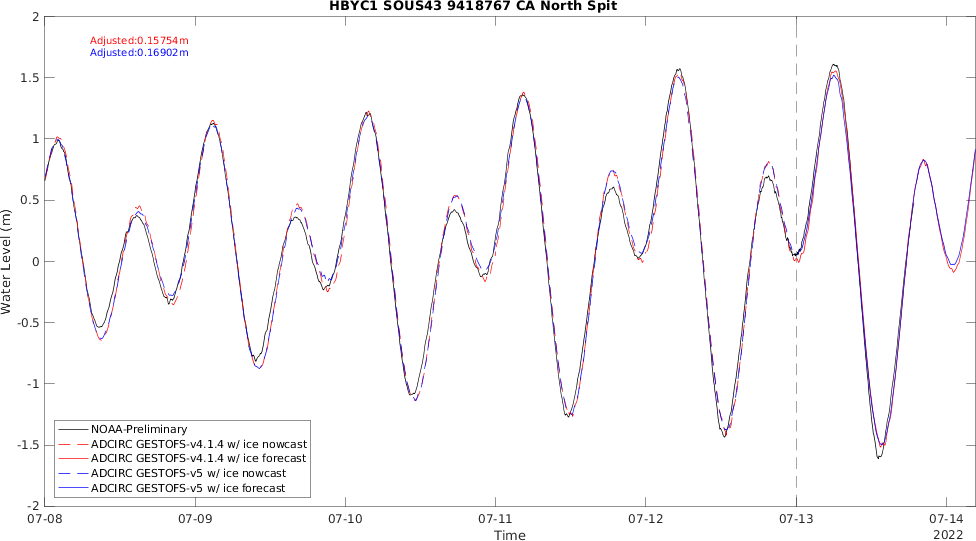 HBYC1 SOUS43 9418767 CA North Spit
Adjusted:0.15754m
Adjusted:0.16902m
2
1.5
1
0.5
0
-0.5
-1
-1.5
-2
Water Level (m)
NOAA-Preliminary
ADCIRC GESTOFS-v4.1.4 w/ ice nowcast
ADCIRC GESTOFS-v4.1.4 w/ ice forecast
ADCIRC GESTOFS-v5 w/ ice nowcast
ADCIRC GESTOFS-v5 w/ ice forecast
07-08 07-09 07-10 07-11 07-12 07-13 07-14
Time
2022